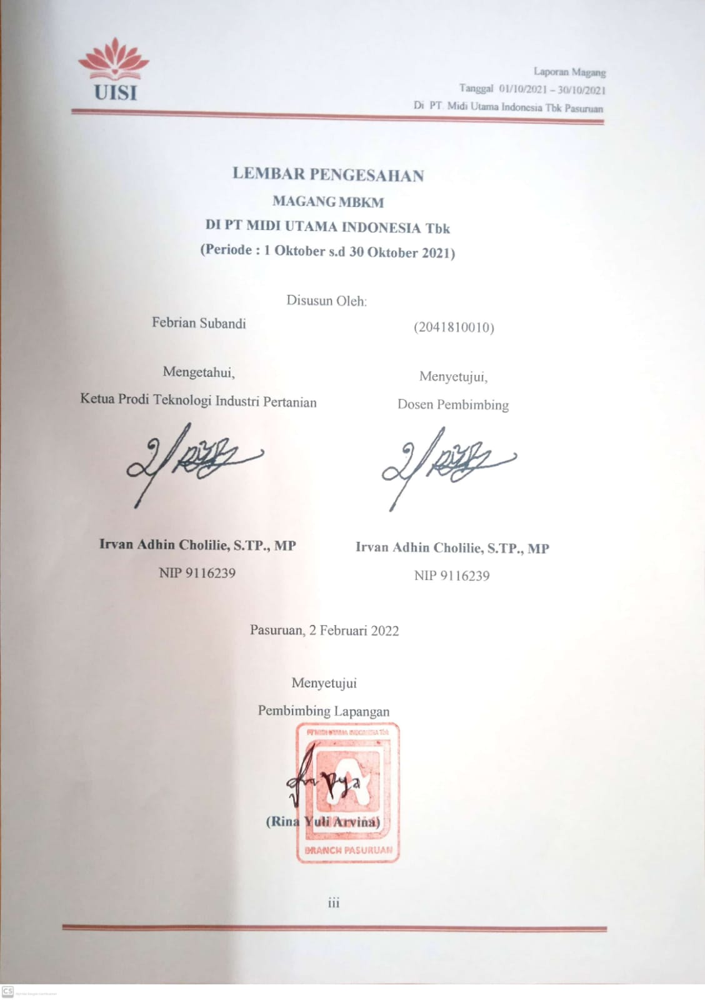 UISI
Laporan Magang
Tanggal 01/10/2021 – 30/10/2021
Di PT. Midi Utama Indonesia Tbk Pasuruan
LEMBAR PENGESAHAN
MAGANG MBKM
DI PT MIDI UTAMA INDONESIA Tbk
(Periode : 1 Oktober s.d 30 Oktober 2021)
Disusun Oleh:
Febrian Subandi (2041810010)
Mengetahui, Menyetujui,
Ketua Prodi Teknologi Industri Pertanian Dosen Pembimbing
Irvan Adhin Cholilie, S.TP., MP Irvan Adhin Cholilie, S.TP., MP
NIP 9116239 NIP 9116239
Pasuruan, 2 Februari 2022
Menyetujui
Pembimbing Lapangan
PT MIDI UTAMA INDONESIA Tbk
(Rina Yuli Arvina)
BRANCH PASURUAN
iii
CS